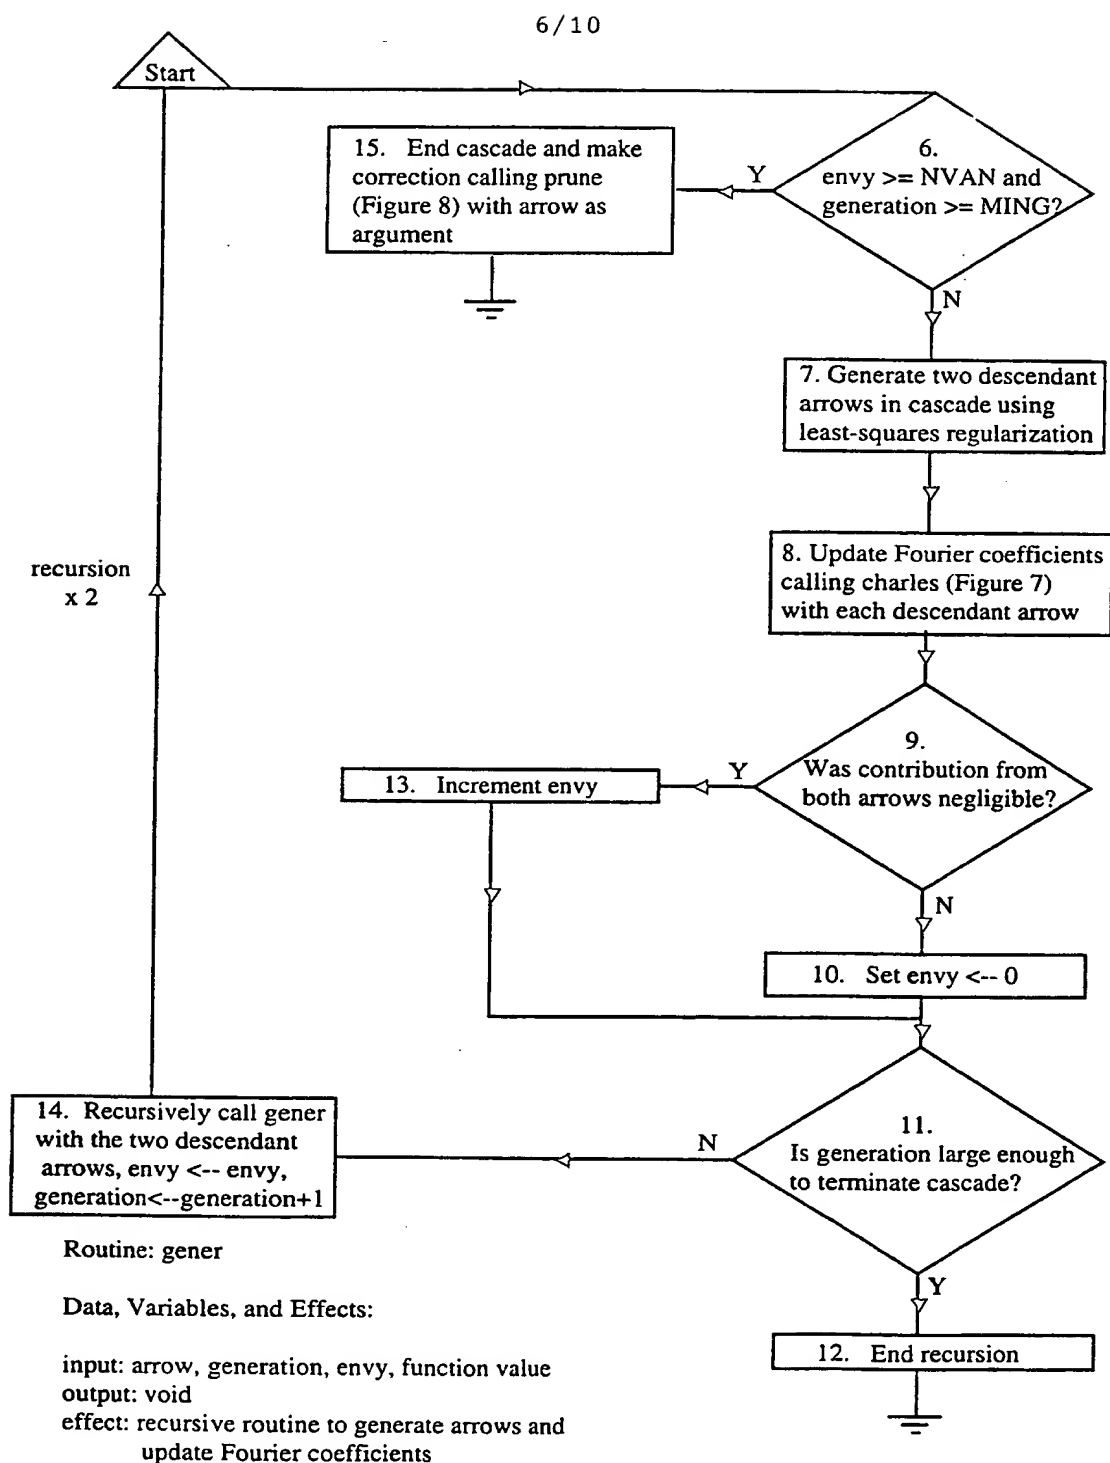 6/10
Start
6.
envy >= NVAN and
generation >= MING?
Y
N
15. End cascade and make
correction calling prune
(Figure 8) with arrow as
argument
7. Generate two descendant
arrows in cascade using
least-squares regularization
8. Update Fourier coefficients
calling charles (Figure 7)
with each descendant arrow
recursion
x 2
9.
Was contribution from
both arrows negligible?
Y
N
13. Increment envy
10. Set envy <-- 0
11.
Is generation large enough
to terminate cascade?
N
Y
14. Recursively call gener
with the two descendant
arrows, envy <-- envy,
generation<--generation+1
12. End recursion
Routine: gener
Data, Variables, and Effects:
input: arrow, generation, envy, function value
output: void
effect: recursive routine to generate arrows and
update Fourier coefficients